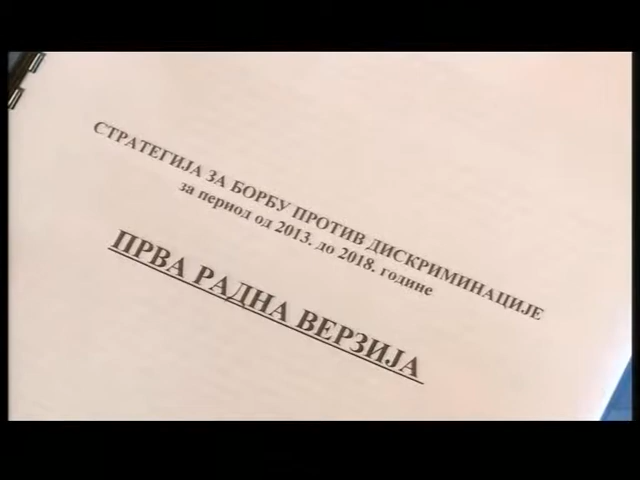 СТРАТЕГИЈА ЗА БОРБУ ПРОТИВ ДИСКРИМИНАЦИЈЕ
за период од 2013. до 2018. године
ПРВА РАДНА ВЕРЗИЈА